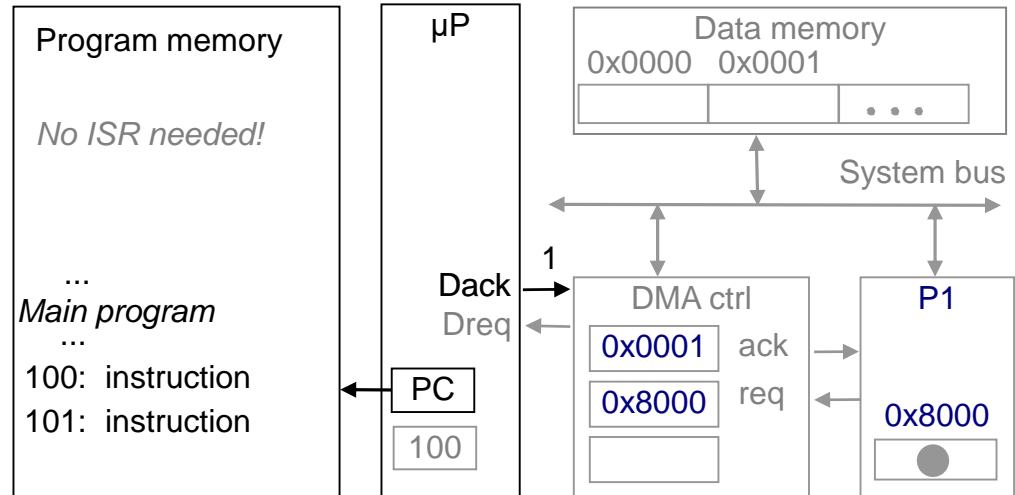 Program memory
No ISR needed!
...
Main program
...
100: instruction
101: instruction
µP
Dack
1
Dreq
PC
100
Data memory
0x0000 0x0001
...
System bus
DMA ctrl
0x0001 ack
0x8000 req
P1
0x8000